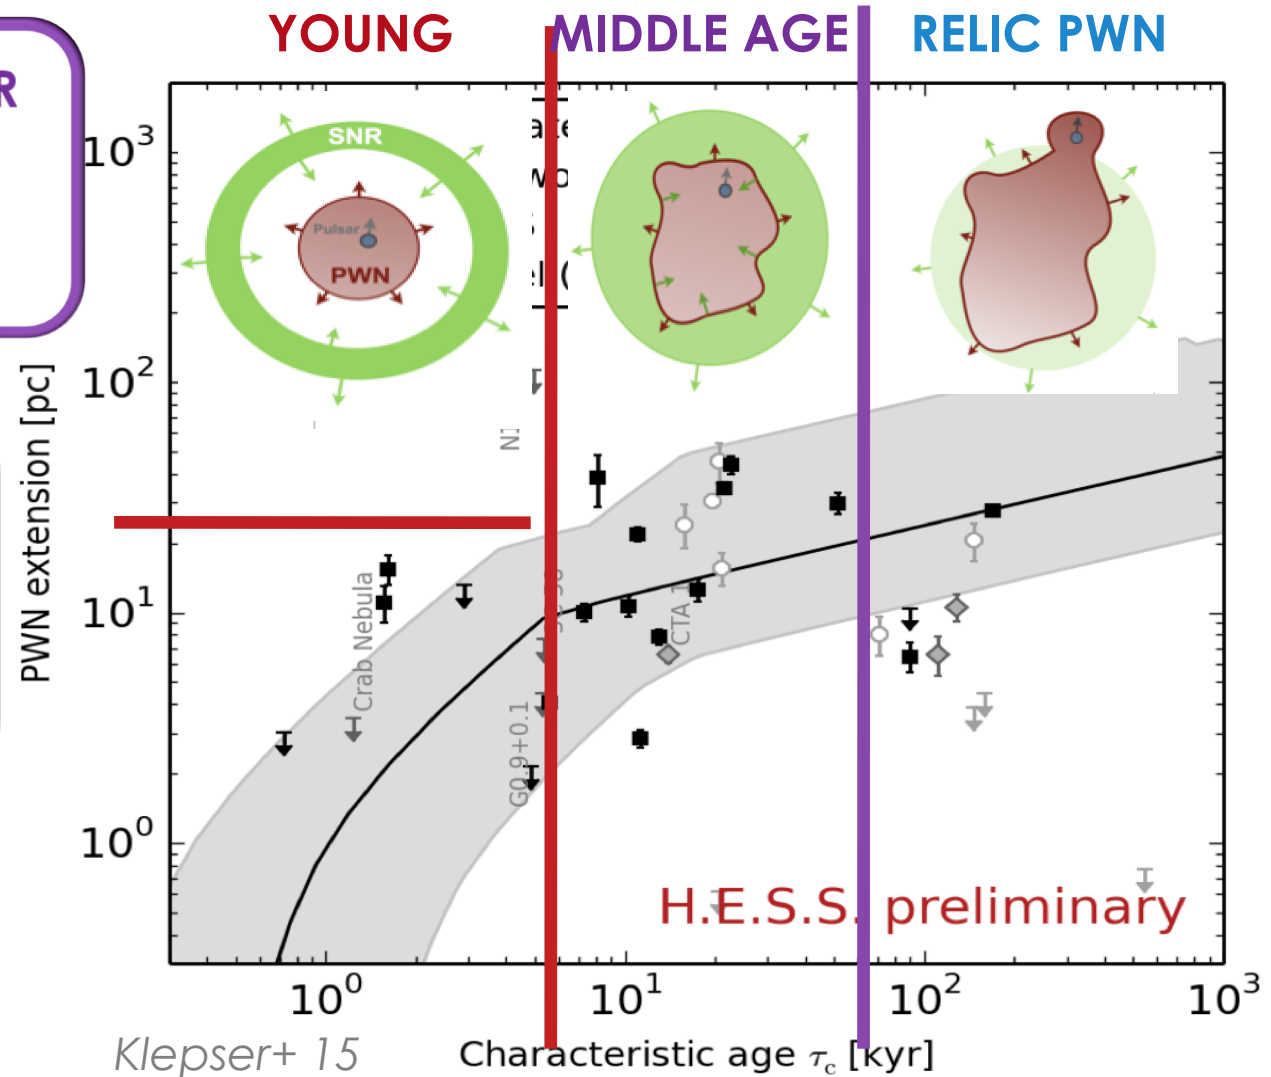 YOUNG
MIDDLE AGE
RELIC PWN
R
SNR
Pulsar
PWN
10³
10²
10¹
10⁰
PWN extension [pc]
Crab Nebula
G0.9+0.1
CTA 1
H.E.S.S. preliminary
10⁰
10¹
10²
10³
Klepser+ 15
Characteristic age τc [kyr]